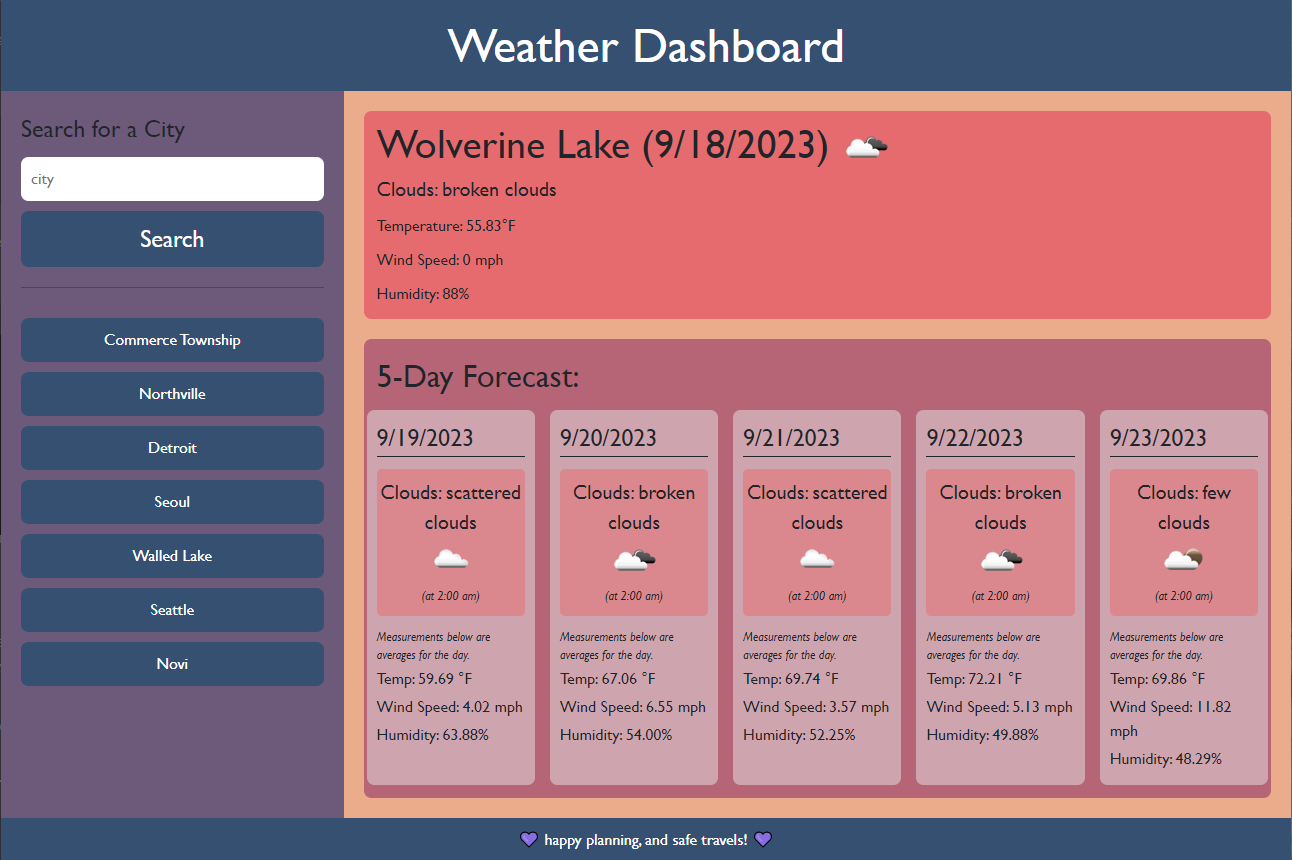 Weather Dashboard
Search for a City
city
Search
Commerce Township
Northville
Detroit
Seoul
Walled Lake
Seattle
Novi
Wolverine Lake (9/18/2023)
Clouds: broken clouds
Temperature: 55.83°F
Wind Speed: 0 mph
Humidity: 88%
5-Day Forecast:
9/19/2023
Clouds: scattered
clouds
(at 2:00 am)
Measurements below are
averages for the day.
Temp: 59.69 °F
Wind Speed: 4.02 mph
Humidity: 63.88%
9/20/2023
Clouds: broken
clouds
(at 2:00 am)
Measurements below are
averages for the day.
Temp: 67.06 °F
Wind Speed: 6.55 mph
Humidity: 54.00%
9/21/2023
Clouds: scattered
clouds
(at 2:00 am)
Measurements below are
averages for the day.
Temp: 69.74 °F
Wind Speed: 3.57 mph
Humidity: 52.25%
9/22/2023
Clouds: broken
clouds
(at 2:00 am)
Measurements below are
averages for the day.
Temp: 72.21 °F
Wind Speed: 5.13 mph
Humidity: 49.88%
9/23/2023
Clouds: few
clouds
(at 2:00 am)
Measurements below are
averages for the day.
Temp: 69.86 °F
Wind Speed: 11.82
mph
Humidity: 48.29%
💜 happy planning, and safe travels! 💜